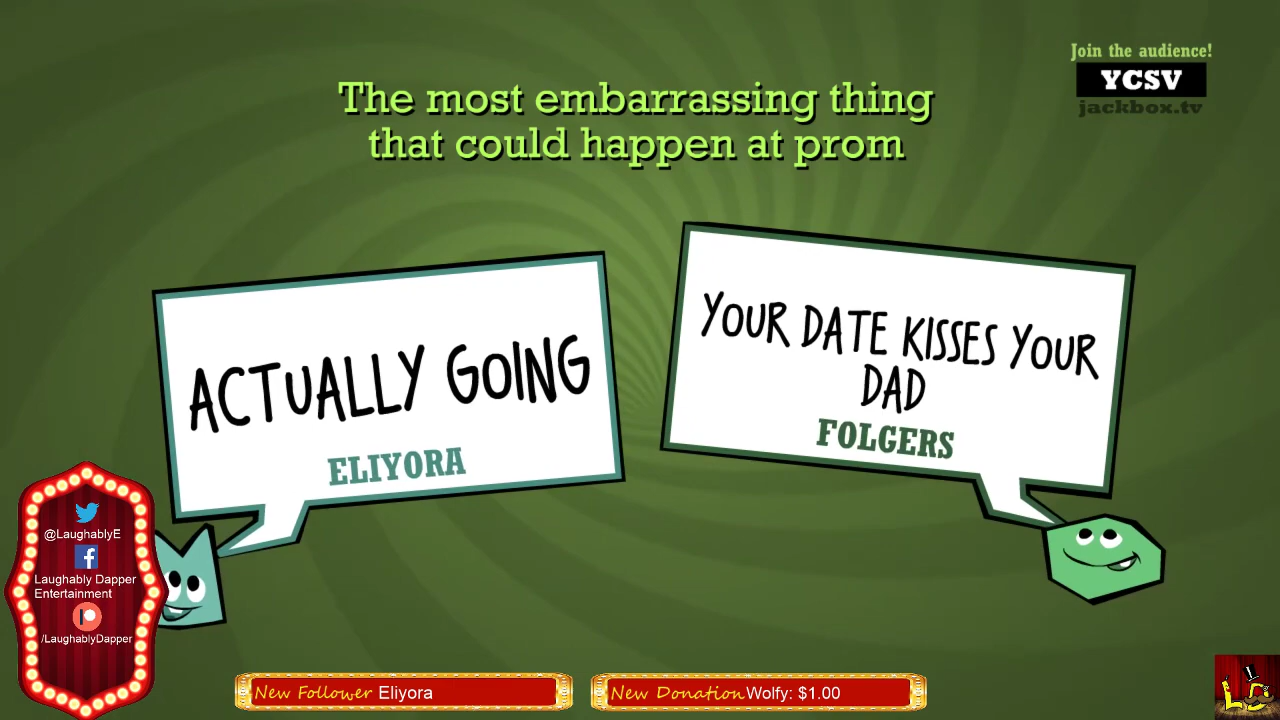 Join the audience!
YCSV
jackbox.tv
The most embarrassing thing
that could happen at prom
ACTUALLY GOING
ELIYORA
YOUR DATE KISSES YOUR
DAD
FOLGERS
@LaughablyE
Laughably Dapper
Entertainment
/LaughablyDapper
New Follower Eliyora
New Donation Wolfy: $1.00
LD